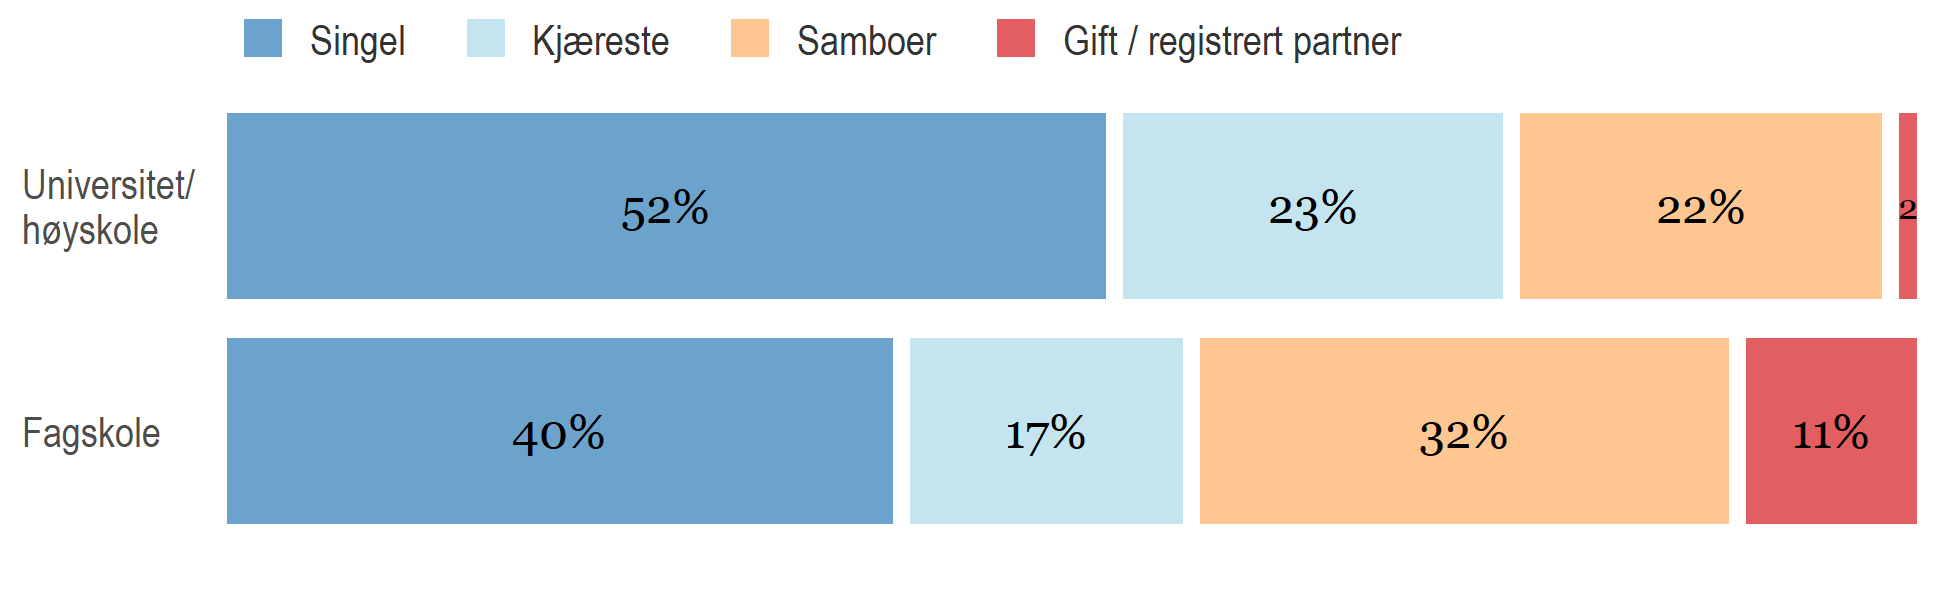 Singel Kjæreste Samboer Gift / registrert partner
Universitet/
høyskole
52% 23% 22% 2
Fagskole
40% 17% 32% 11%